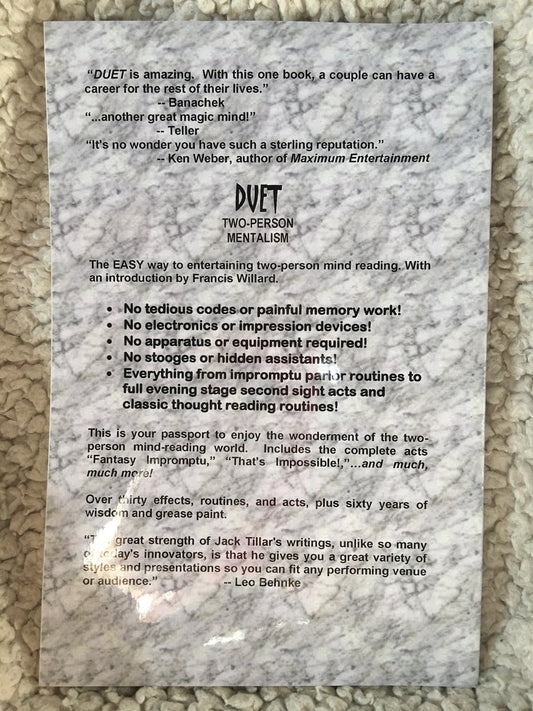 “DUET is amazing. With this one book, a couple can have a
career for the rest of their lives.”
-- Banachek
“...another great magic mind!”
-- Teller
“It's no wonder you have such a sterling reputation.”
-- Ken Weber, author of Maximum Entertainment
DUET
TWO-PERSON
MENTALISM
The EASY way to entertaining two-person mind reading. With
an introduction by Francis Willard.
• No tedious codes or painful memory work!
• No electronics or impression devices!
• No apparatus or equipment required!
• No stooges or hidden assistants!
• Everything from impromptu parlor routines to
full evening stage second sight acts and
classic thought reading routines!
This is your passport to enjoy the wonderment of the two-
person mind-reading world. Includes the complete acts
“Fantasy Impromptu,” “That's Impossible!,”...and much,
much more!
Over thirty effects, routines, and acts, plus sixty years of
wisdom and grease paint.
“The great strength of Jack Tillar's writings, unlike so many
of today's innovators, is that he gives you a great variety of
styles and presentations so you can fit any performing venue
or audience.” -- Leo Behnke